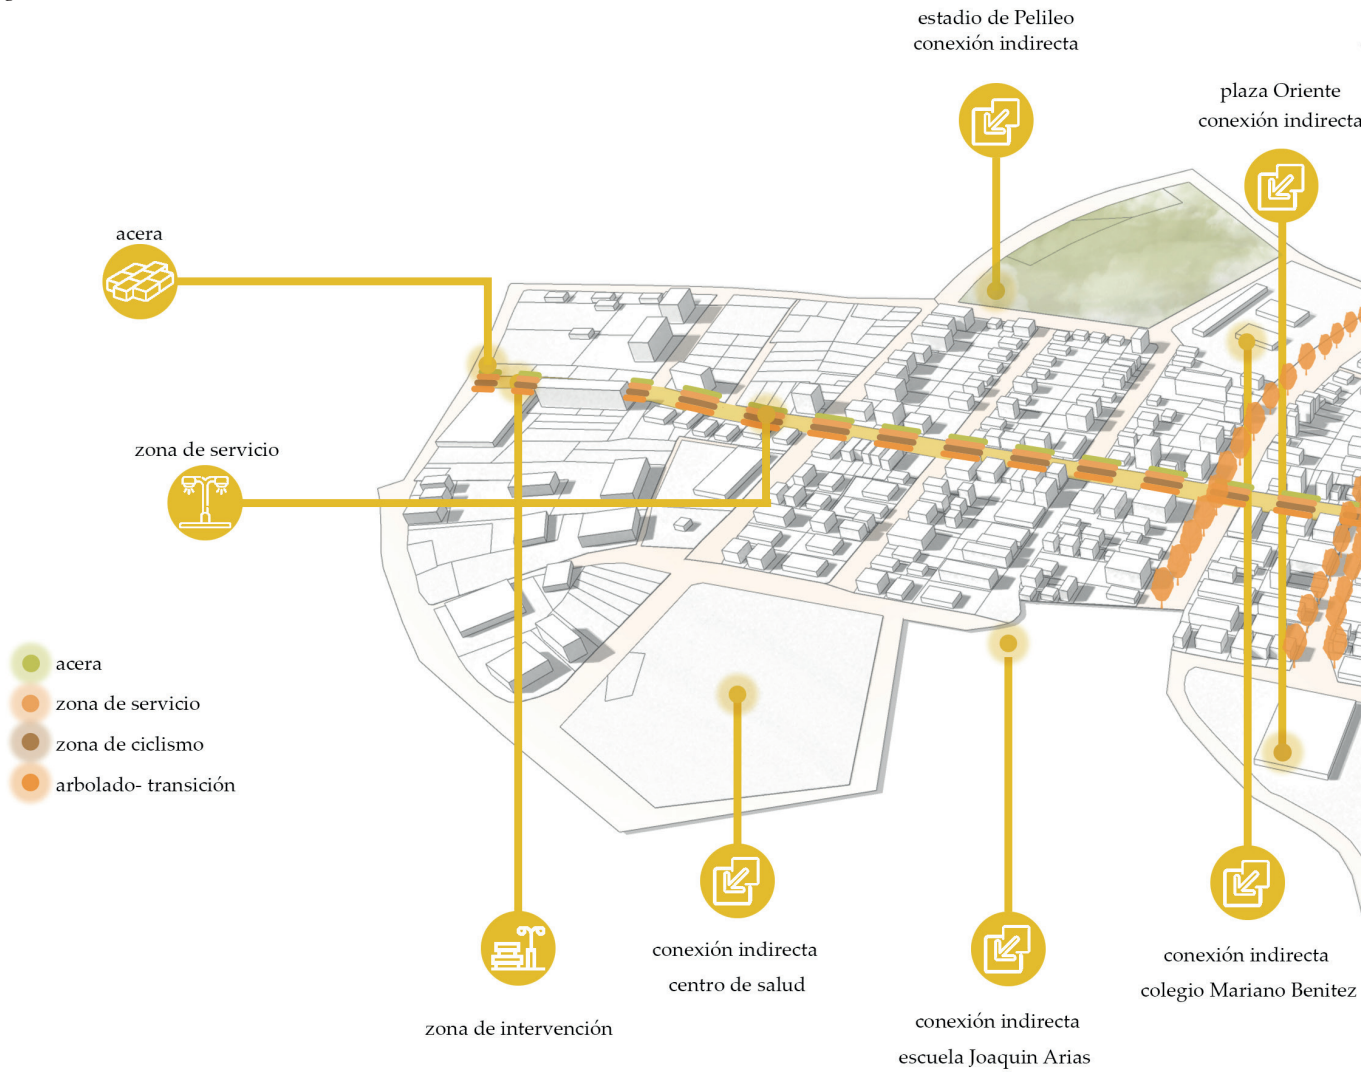 estadio de Pelileo
conexión indirecta
plaza Oriente
conexión indirecta
acera
zona de servicio
acera
zona de servicio
zona de ciclismo
arbolado- transición
conexión indirecta
centro de salud
conexión indirecta
colegio Mariano Benitez
zona de intervención
conexión indirecta
escuela Joaquin Arias